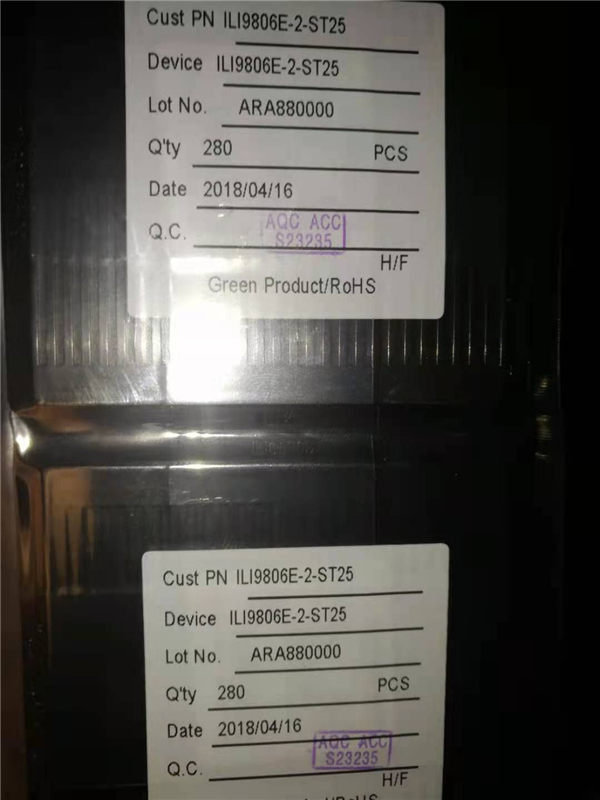 Cust PN ILI9806E-2-ST25
Device ILI9806E-2-ST25
Lot No. ARA880000
Q'ty 280 PCS
Date 2018/04/16
Q.C. AQC ACC
S23235
H/F
Green Product/RoHS
Cust PN ILI9806E-2-ST25
Device ILI9806E-2-ST25
Lot No. ARA880000
Q'ty 280 PCS
Date 2018/04/16
AQC ACC
Q.C. S23235
H/F